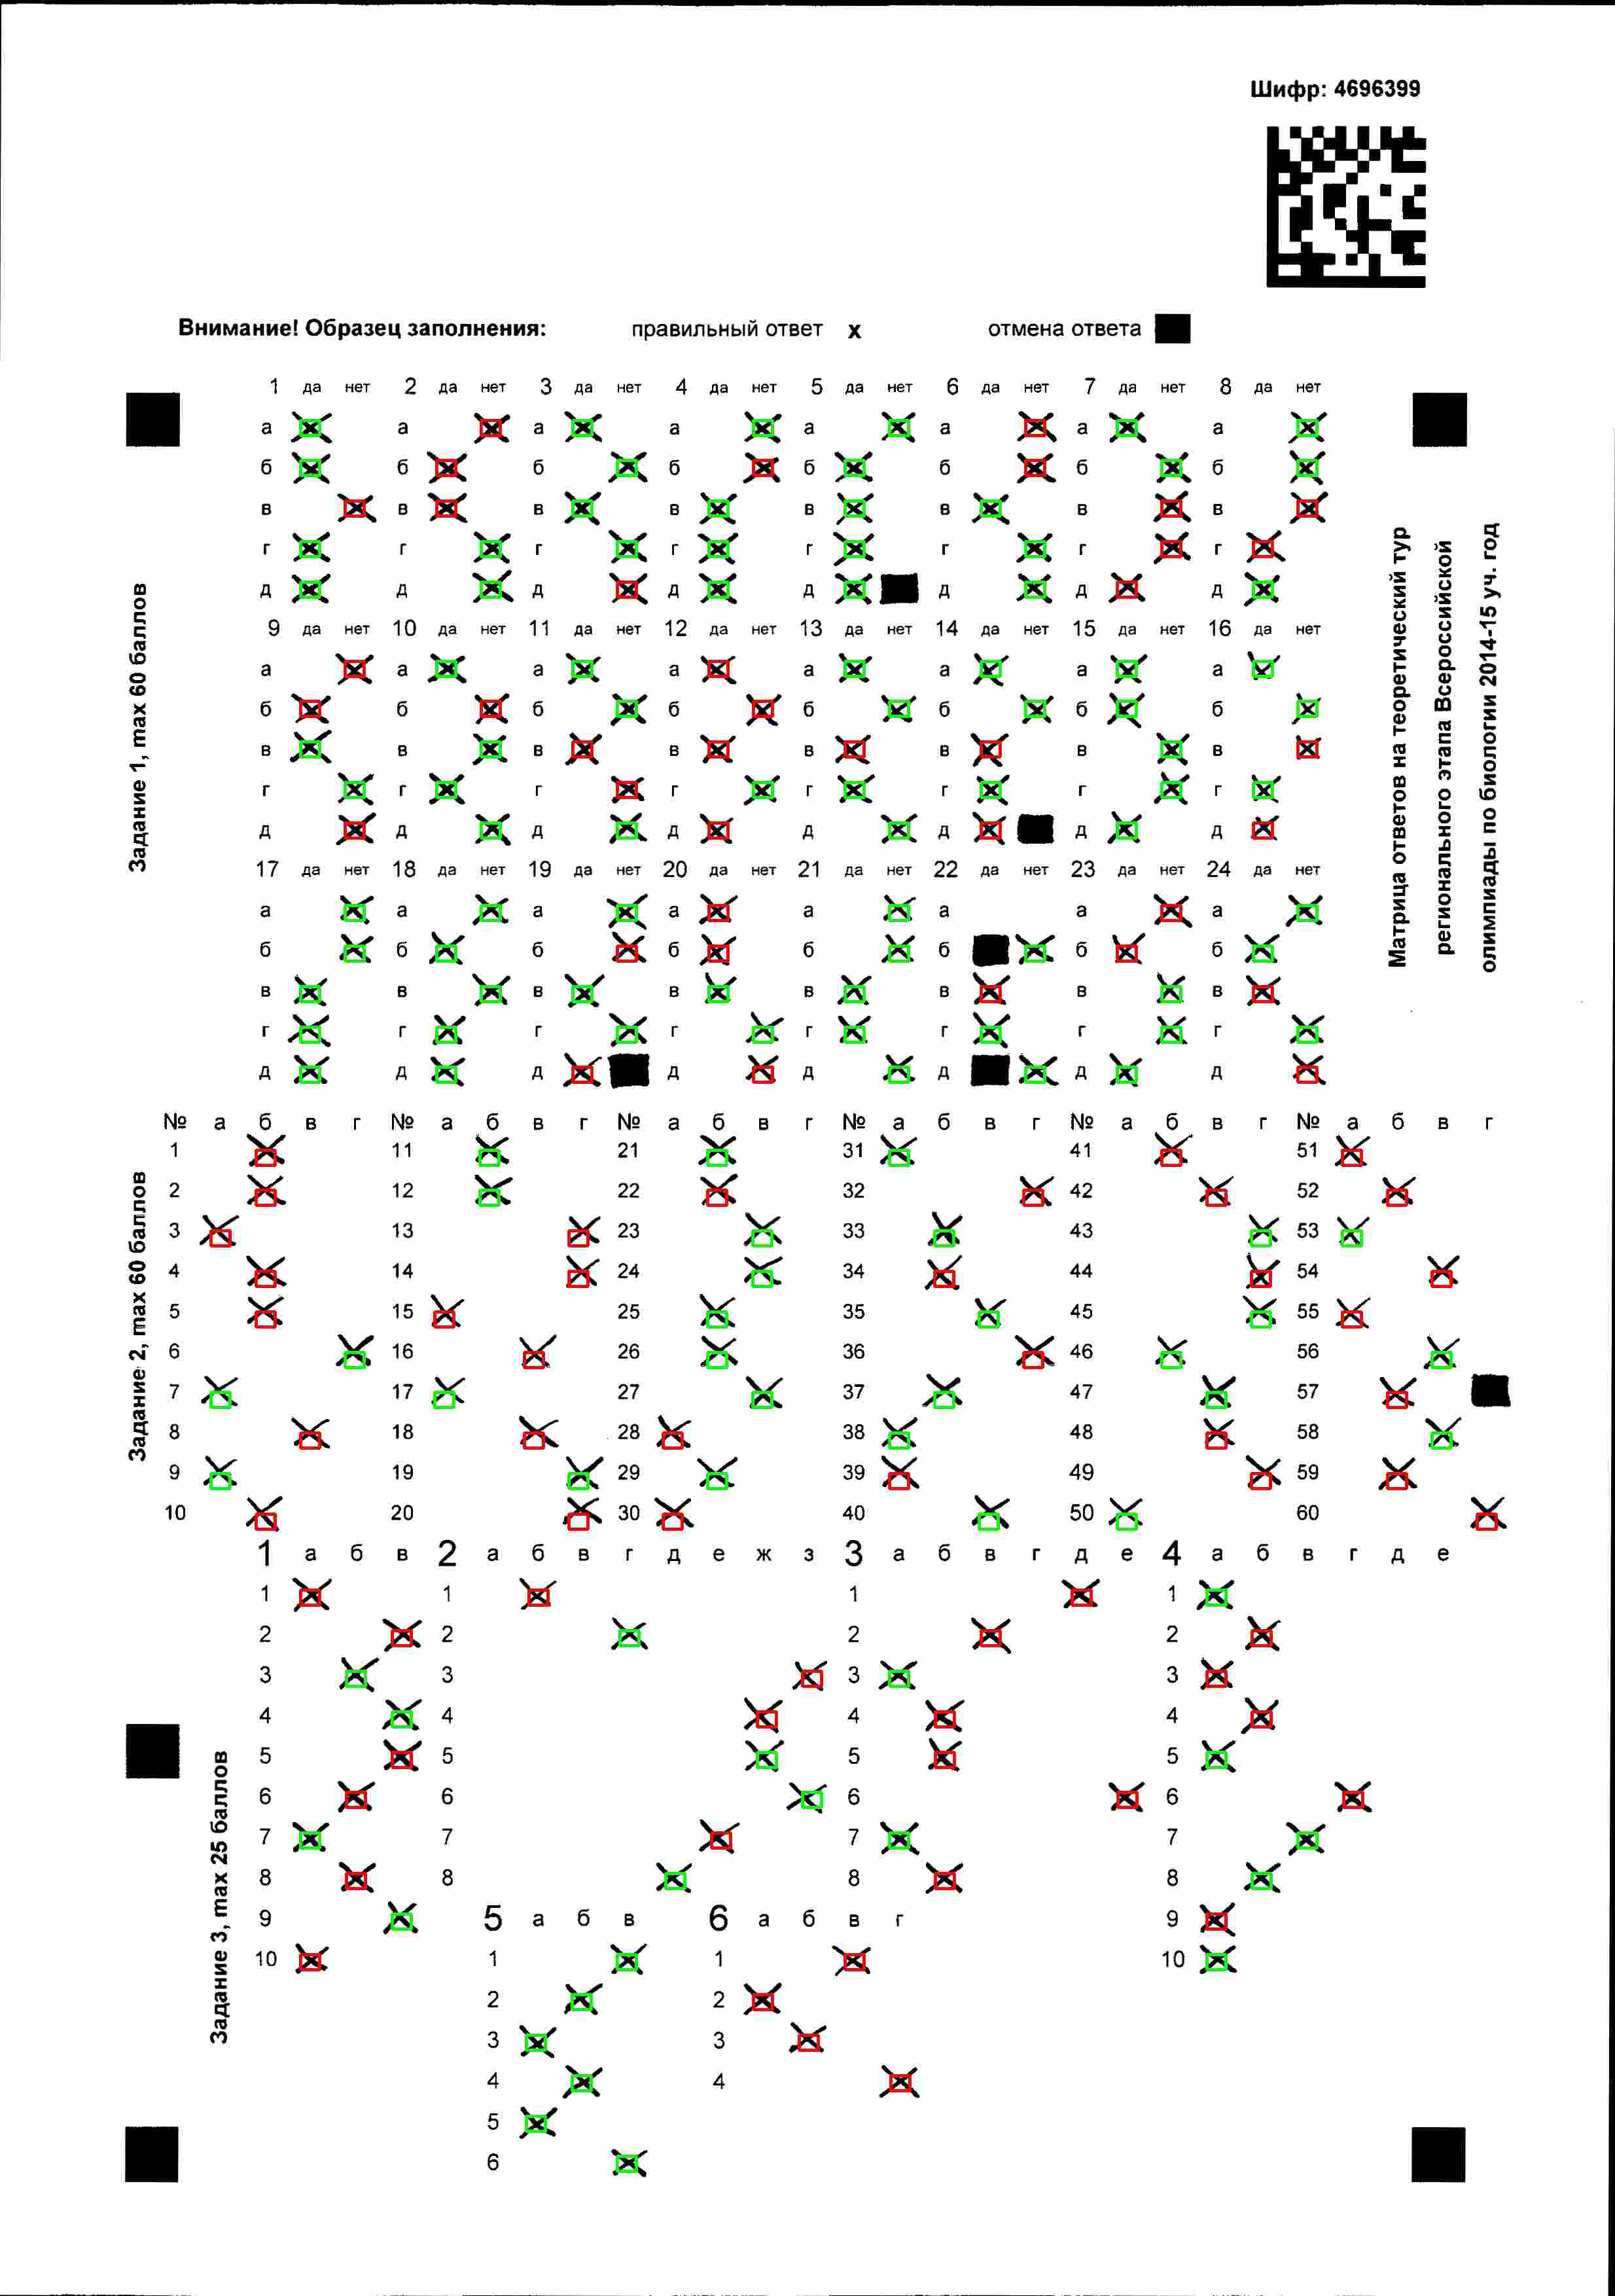 Шифр: 4696399
Внимание! Образец заполнения: правильный ответ х отмена ответа
Задание 1, max 60 баллов
1 да нет 2 да нет 3 да нет 4 да нет 5 да нет 6 да нет 7 да нет 8 да нет
а а а а а а а а
б б б б б б б б
в в в в в в в в
г г г г г г г г
д д д д д д д д
9 да нет 10 да нет 11 да нет 12 да нет 13 да нет 14 да нет 15 да нет 16 да нет
а а а а а а а а
б б б б б б б б
в в в в в в в в
г г г г г г г г
д д д д д д д д
17 да нет 18 да нет 19 да нет 20 да нет 21 да нет 22 да нет 23 да нет 24 да нет
а а а а а а а а
б б б б б б б б
в в в в в в в в
г г г г г г г г
д д д д д д д д
Матрица ответов на теоретический тур
регионального этапа Всероссийской
олимпиады по биологии 2014-15 уч. год
Задание 2, max 60 баллов
№ а б в г № а б в г № а б в г № а б в г № а б в г № а б в г
1 11 21 31 41 51
2 12 22 32 42 52
3 13 23 33 43 53
4 14 24 34 44 54
5 15 25 35 45 55
6 16 26 36 46 56
7 17 27 37 47 57
8 18 28 38 48 58
9 19 29 39 49 59
10 20 30 40 50 60
Задание 3, max 25 баллов
1 а б в 2 а б в г д е ж з 3 а б в г д е 4 а б в г д е
1 1 1 1
2 2 2 2
3 3 3 3
4 4 4 4
5 5 5 5
6 6 6 6
7 7 7 7
8 8 8 8
9 5 а б в 6 а б в г 9
10 1 1 10
2 2
3 3
4 4
5
6